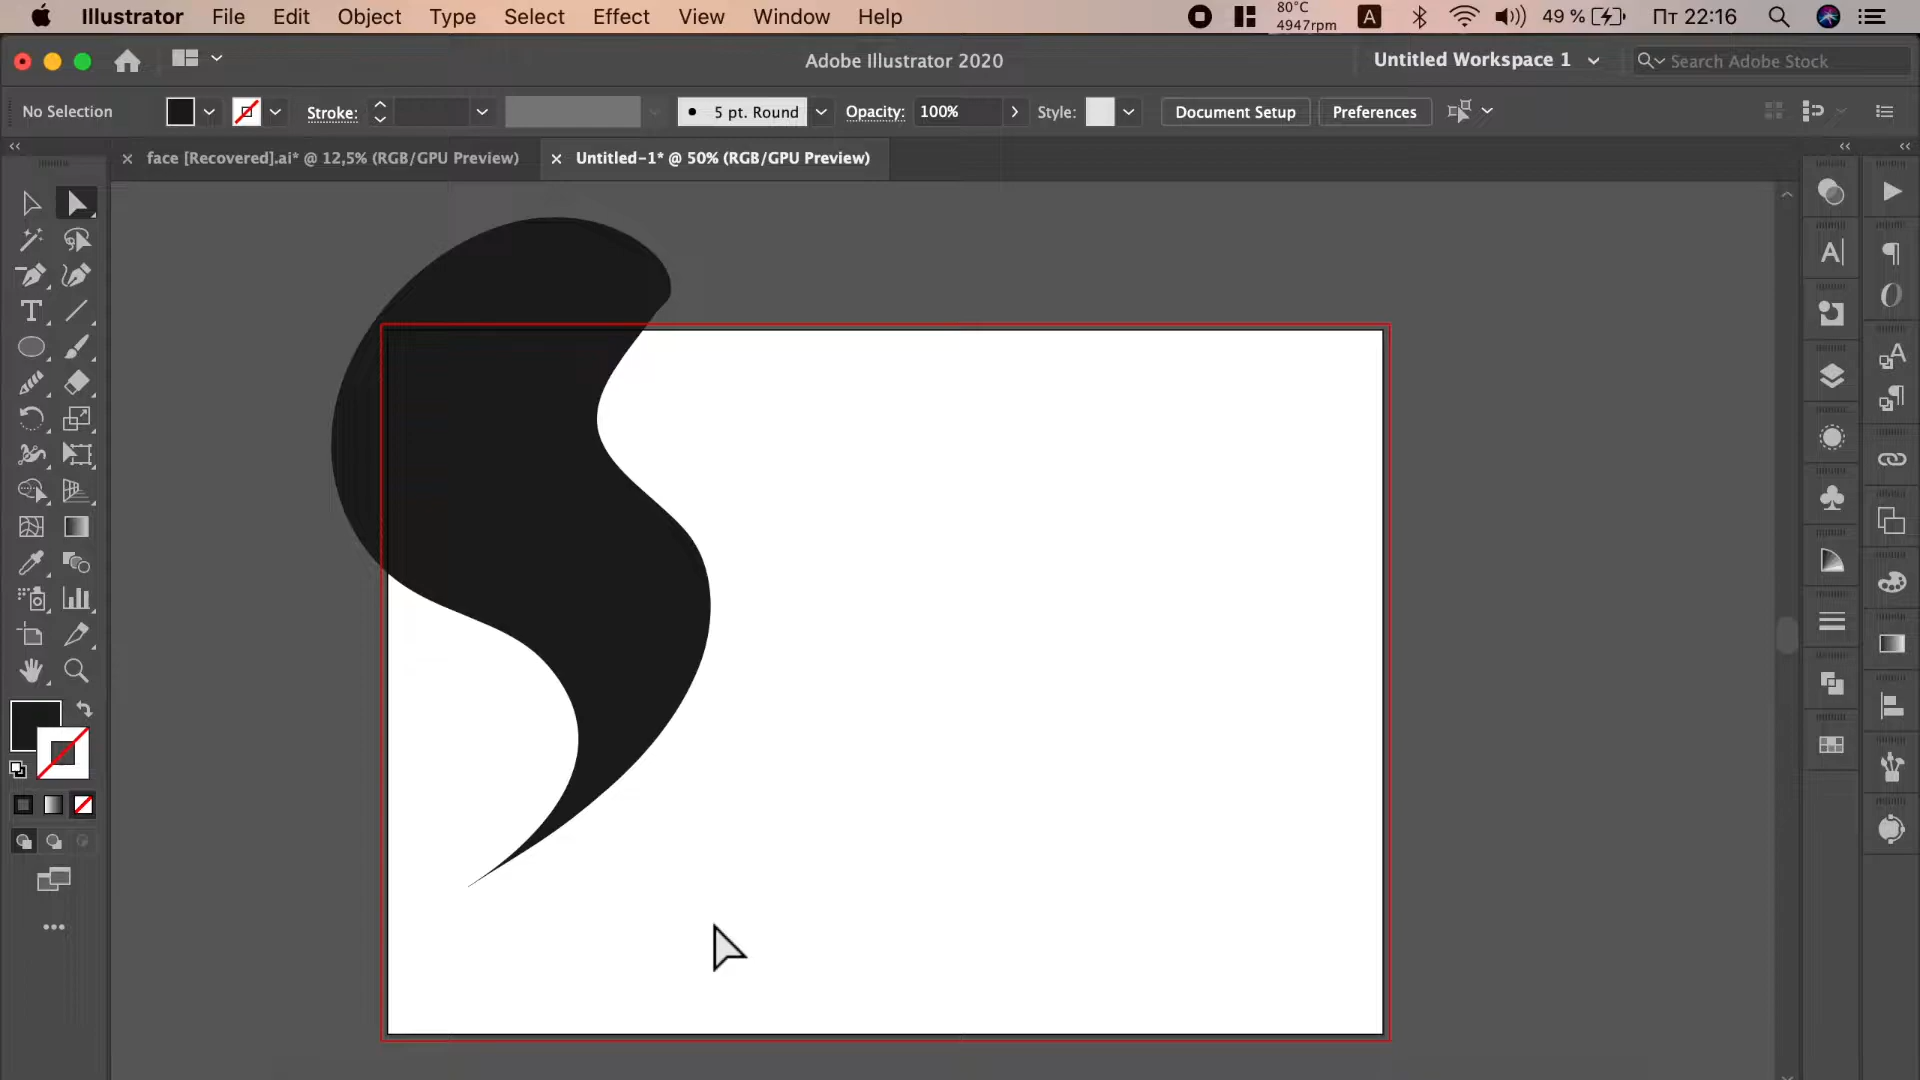 Illustrator File Edit Object Type Select Effect View Window Help 80°C 4947rpm A 49 % Пт 22:16
Adobe Illustrator 2020 Untitled Workspace 1 Search Adobe Stock
No Selection Stroke: 5 pt. Round Opacity: 100% Style: Document Setup Preferences
face [Recovered].ai* @ 12,5% (RGB/GPU Preview) Untitled-1* @ 50% (RGB/GPU Preview)